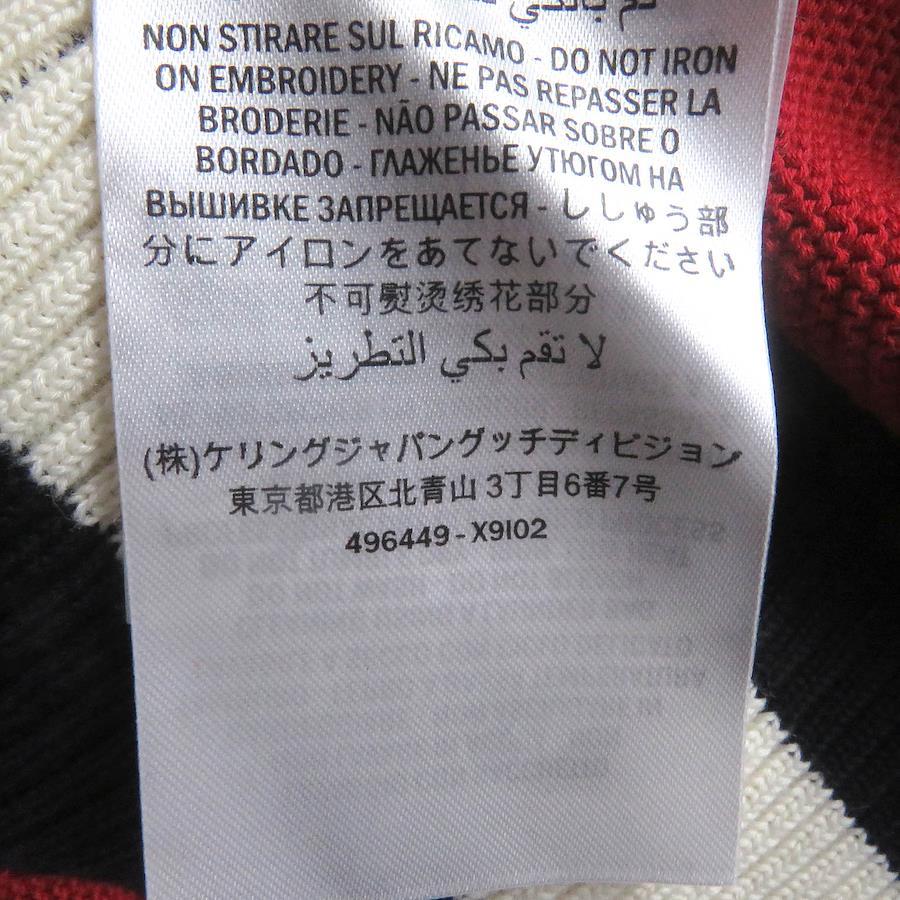 NON STIRARE SUL RICAMO - DO NOT IRON
ON EMBROIDERY - NE PAS REPASSER LA
BRODERIE - NÃO PASSAR SOBRE O
BORDADO - ГЛАЖЕНЬЕ УТЮГОМ НА
ВЫШИВКЕ ЗАПРЕЩАЕТСЯ - ししゅう部
分にアイロンをあてないでください
不可熨烫绣花部分
لا تقم بكي التطريز
(株)ケリングジャパングッチディビジョン
東京都港区北青山 3丁目6番7号
496449 - X9I02